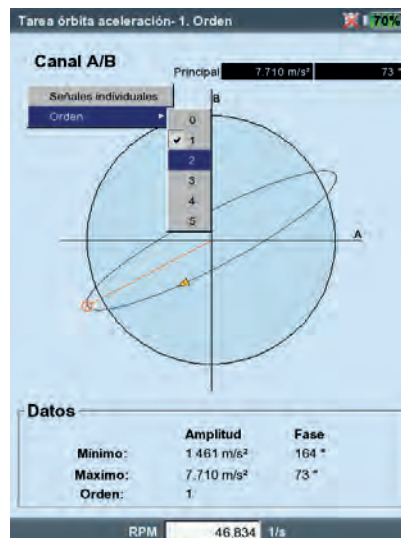 Tarea órbita aceleración- 1. Orden 70%
Canal A/B
Principal 7.710 m/s² 73 °
Señales individuales
Orden
0
1
2
3
4
5
B
A
Datos
Amplitud Fase
Mínimo: 1.461 m/s² 164 °
Máximo: 7.710 m/s² 73 °
Orden: 1
RPM 46,834 1/s